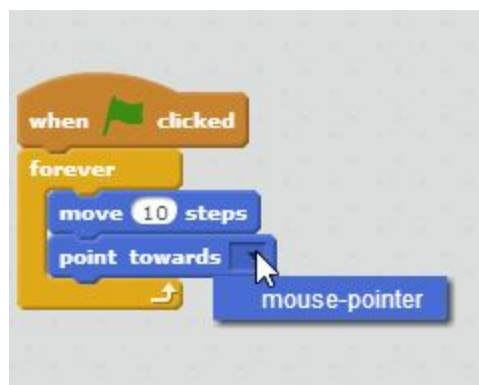 when clicked
forever
move 10 steps
point towards
mouse-pointer